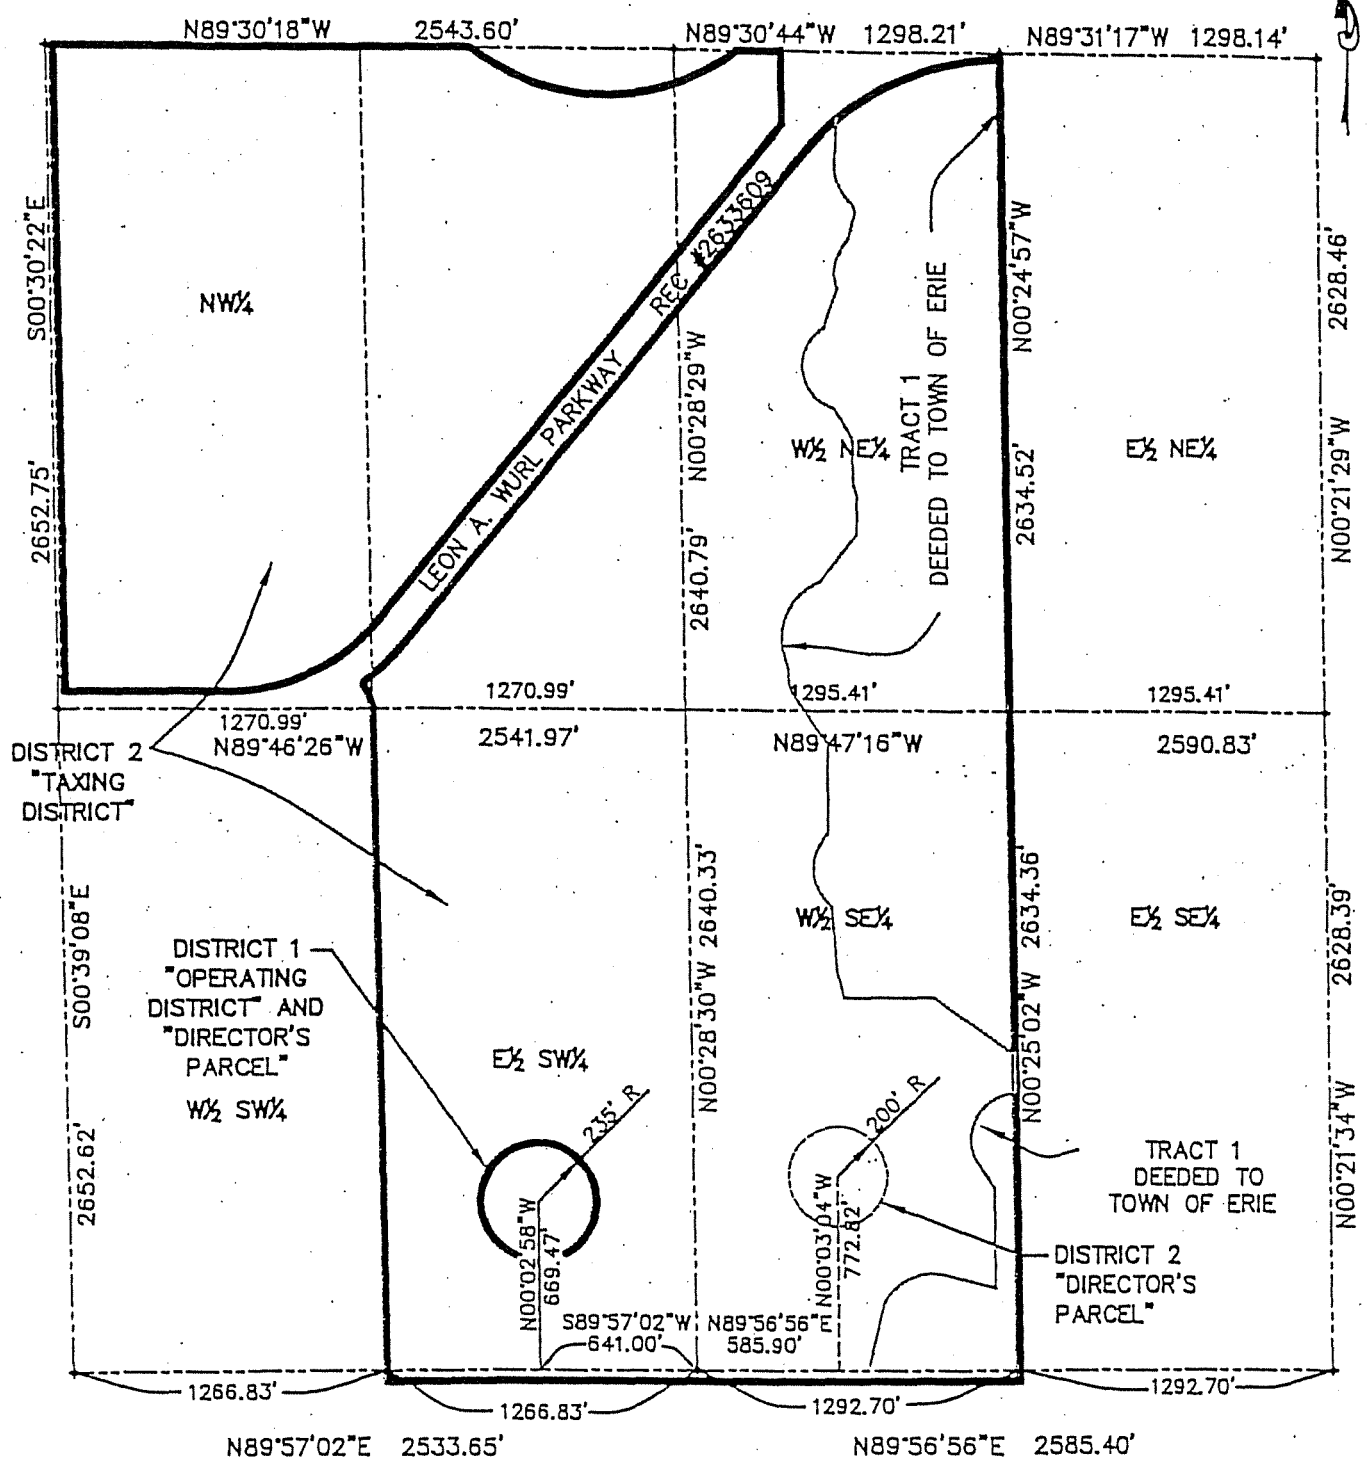 N89°30'18"W 2543.60'
N89°30'44"W 1298.21'
N89°31'17"W 1298.14'
S00°30'22"E
2652.75'
NW¼
LEON A. WURL PARKWAY REC #2633609
N00°28'29"W
2640.79'
W½ NE¼
TRACT 1
DEEDED TO TOWN OF ERIE
N00°24'57"W
2634.52'
E½ NE¼
2628.46'
N00°21'29"W
1270.99'
1295.41'
1295.41'
1270.99'
N89°46'26"W
2541.97'
N89°47'16"W
2590.83'
DISTRICT 2
"TAXING
DISTRICT"
S00°39'08"E
2652.62'
DISTRICT 1
"OPERATING
DISTRICT" AND
"DIRECTOR'S
PARCEL"
W½ SW¼
E½ SW¼
N00°28'30"W 2640.33'
W½ SE¼
N00°25'02"W 2634.36'
E½ SE¼
2628.39'
N00°21'34"W
235' R
200' R
N00°02'58"W
669.47'
N00°03'04"W
772.82'
TRACT 1
DEEDED TO
TOWN OF ERIE
DISTRICT 2
"DIRECTOR'S
PARCEL"
S89°57'02"W
641.00'
N89°56'56"E
585.90'
1266.83'
1266.83'
1292.70'
1292.70'
N89°57'02"E 2533.65'
N89°56'56"E 2585.40'